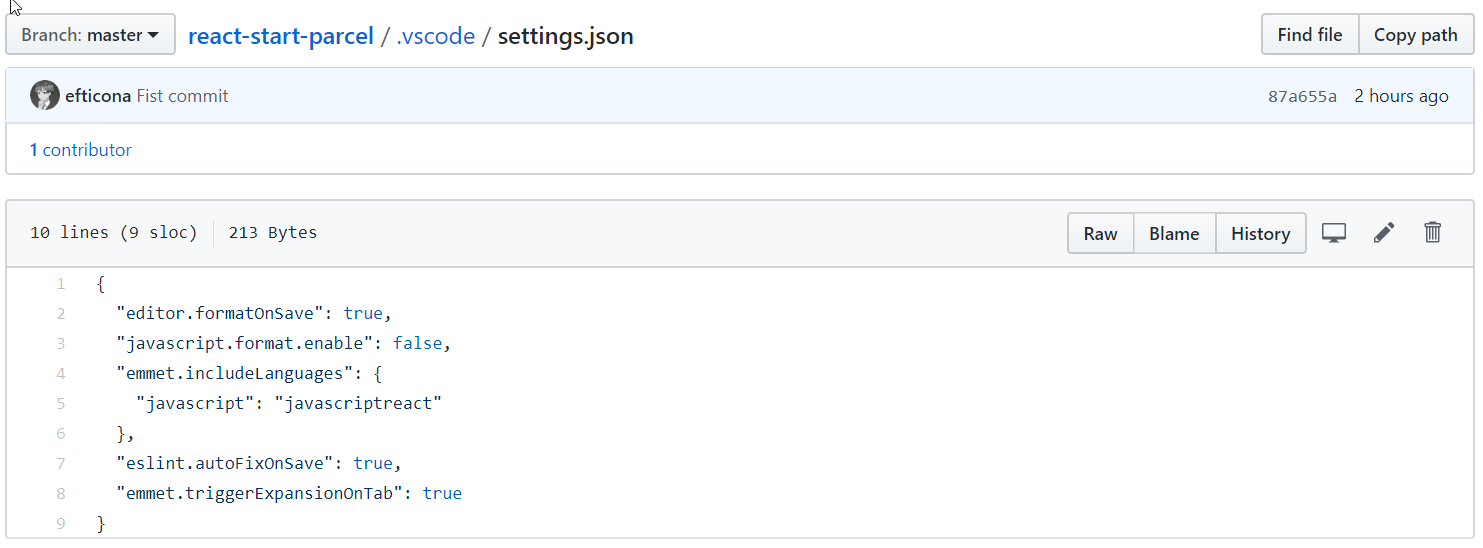 Branch: master react-start-parcel / .vscode / settings.json Find file Copy path
efticona Fist commit 87a655a 2 hours ago
1 contributor
10 lines (9 sloc) 213 Bytes Raw Blame History
1 {
2 "editor.formatOnSave": true,
3 "javascript.format.enable": false,
4 "emmet.includeLanguages": {
5 "javascript": "javascriptreact"
6 },
7 "eslint.autoFixOnSave": true,
8 "emmet.triggerExpansionOnTab": true
9 }